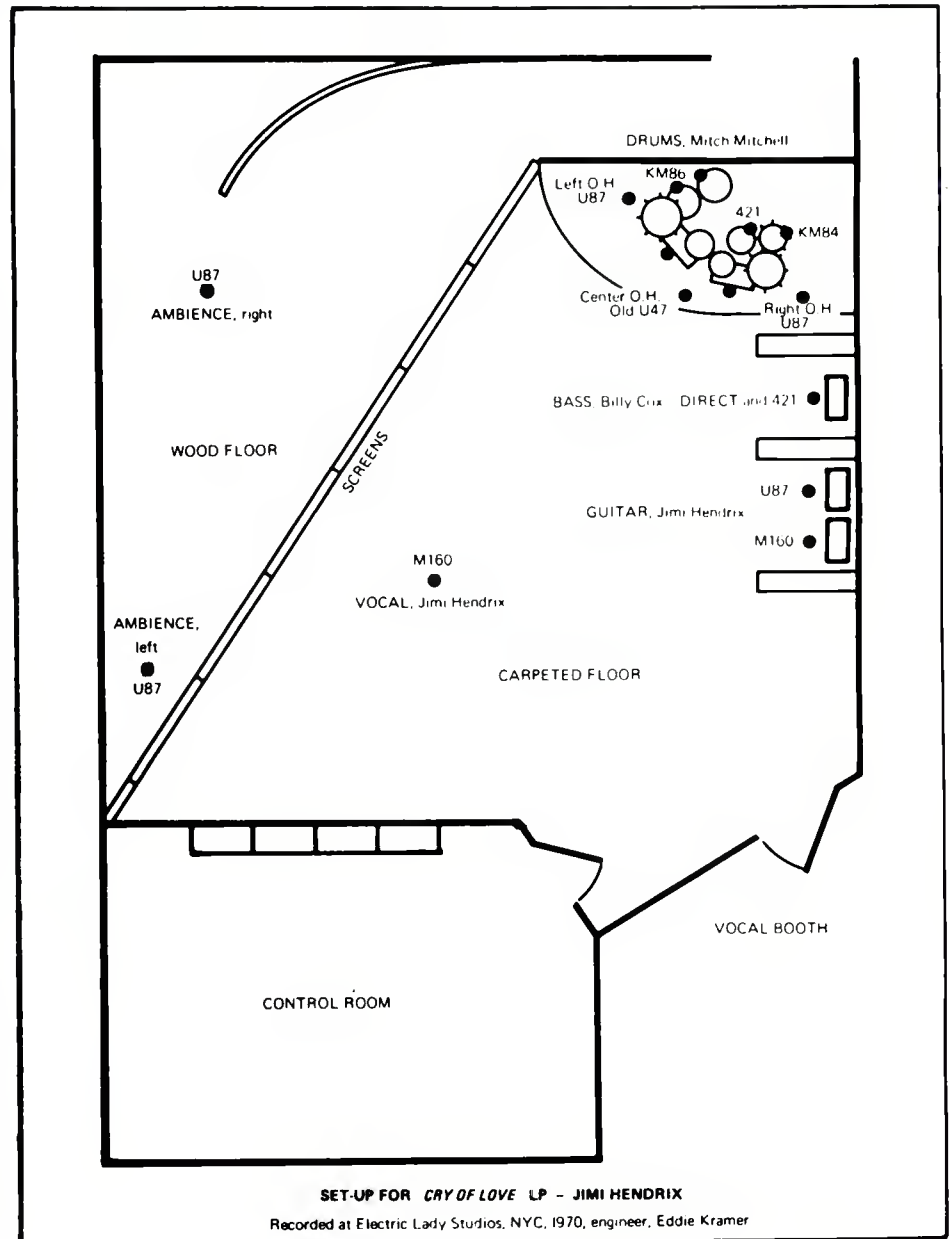 DRUMS, Mitch Mitchell
KM86
Left O.H
U87
421
KM84
U87
AMBIENCE, right
Center O.H.
Old U47
Right O.H
U87
BASS, Billy Cox DIRECT and 421
WOOD FLOOR
SCREENS
U87
GUITAR, Jimi Hendrix
M160
M160
VOCAL, Jimi Hendrix
AMBIENCE,
left
U87
CARPETED FLOOR
VOCAL BOOTH
CONTROL ROOM
SET-UP FOR CRY OF LOVE LP - JIMI HENDRIX
Recorded at Electric Lady Studios, NYC, 1970, engineer, Eddie Kramer